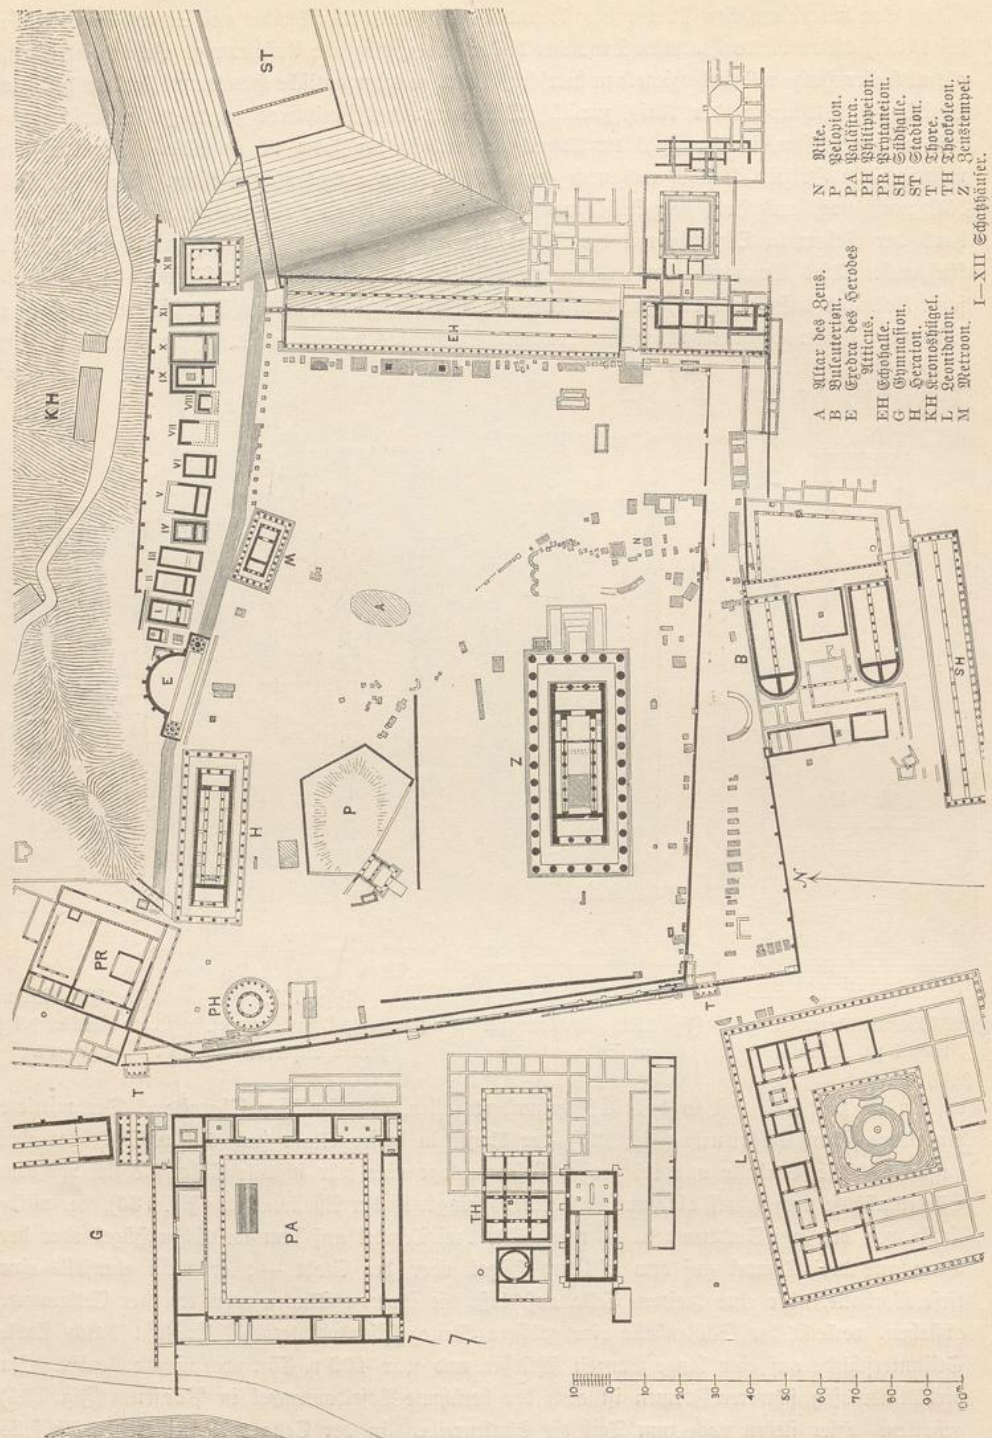 A Altar des Zeus.
B Buleuterion.
E Exedra des Herodes
Atticus.
EH Echohalle.
G Gymnasion.
H Heraion.
KH Kronoshügel.
L Leonidaion.
M Metroon.
N Nike.
P Pelopion.
PA Palästra.
PH Philippeion.
PR Prytaneion.
SH Südhalle.
ST Stadion.
T Thore.
TH Theokoleon.
Z Zeustempel.
I—XII Schatzhäuser.
ST
KH
I
II
III
IV
V
VI
VII
VIII
IX
X
XI
XII
EH
M
A
E
N
H
P
Z
B
SH
PR
PH
T
T
N
G
PA
TH
L
10
0
10
20
30
40
50
60
70
80
90
100m